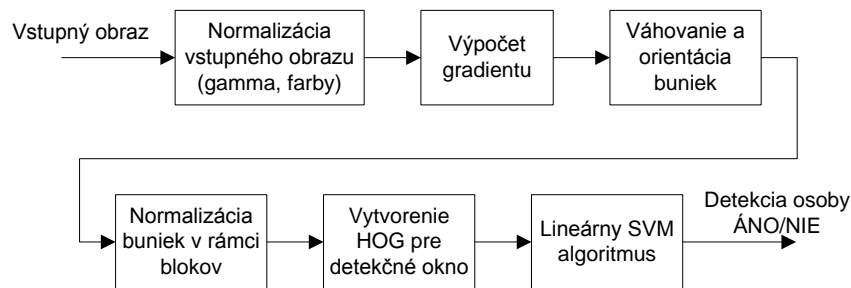 Vstupný obraz
Normalizácia
vstupného obrazu
(gamma, farby)
Výpočet
gradientu
Váhovanie a
orientácia
buniek
Normalizácia
buniek v rámci
blokov
Vytvorenie
HOG pre
detekčné okno
Lineárny SVM
algoritmus
Detekcia osoby
ÁNO/NIE